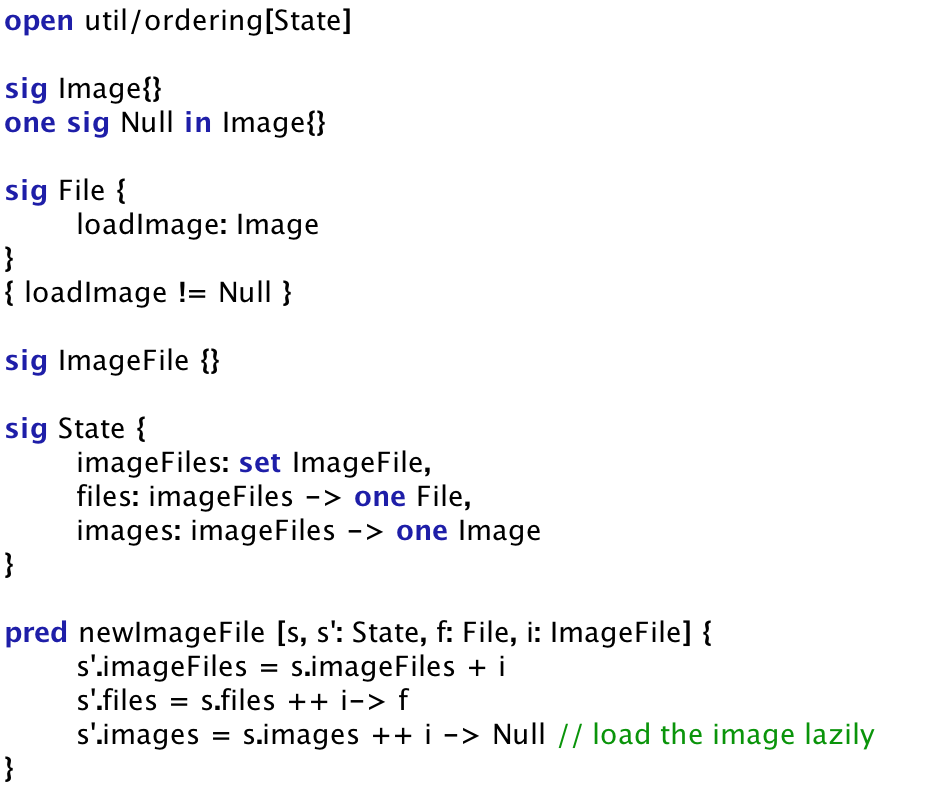 open util/ordering[State]
sig Image{}
one sig Null in Image{}
sig File {
loadImage: Image
}
{ loadImage != Null }
sig ImageFile {}
sig State {
imageFiles: set ImageFile,
files: imageFiles -> one File,
images: imageFiles -> one Image
}
pred newImageFile [s, s': State, f: File, i: ImageFile] {
s'.imageFiles = s.imageFiles + i
s'.files = s.files ++ i-> f
s'.images = s.images ++ i -> Null // load the image lazily
}